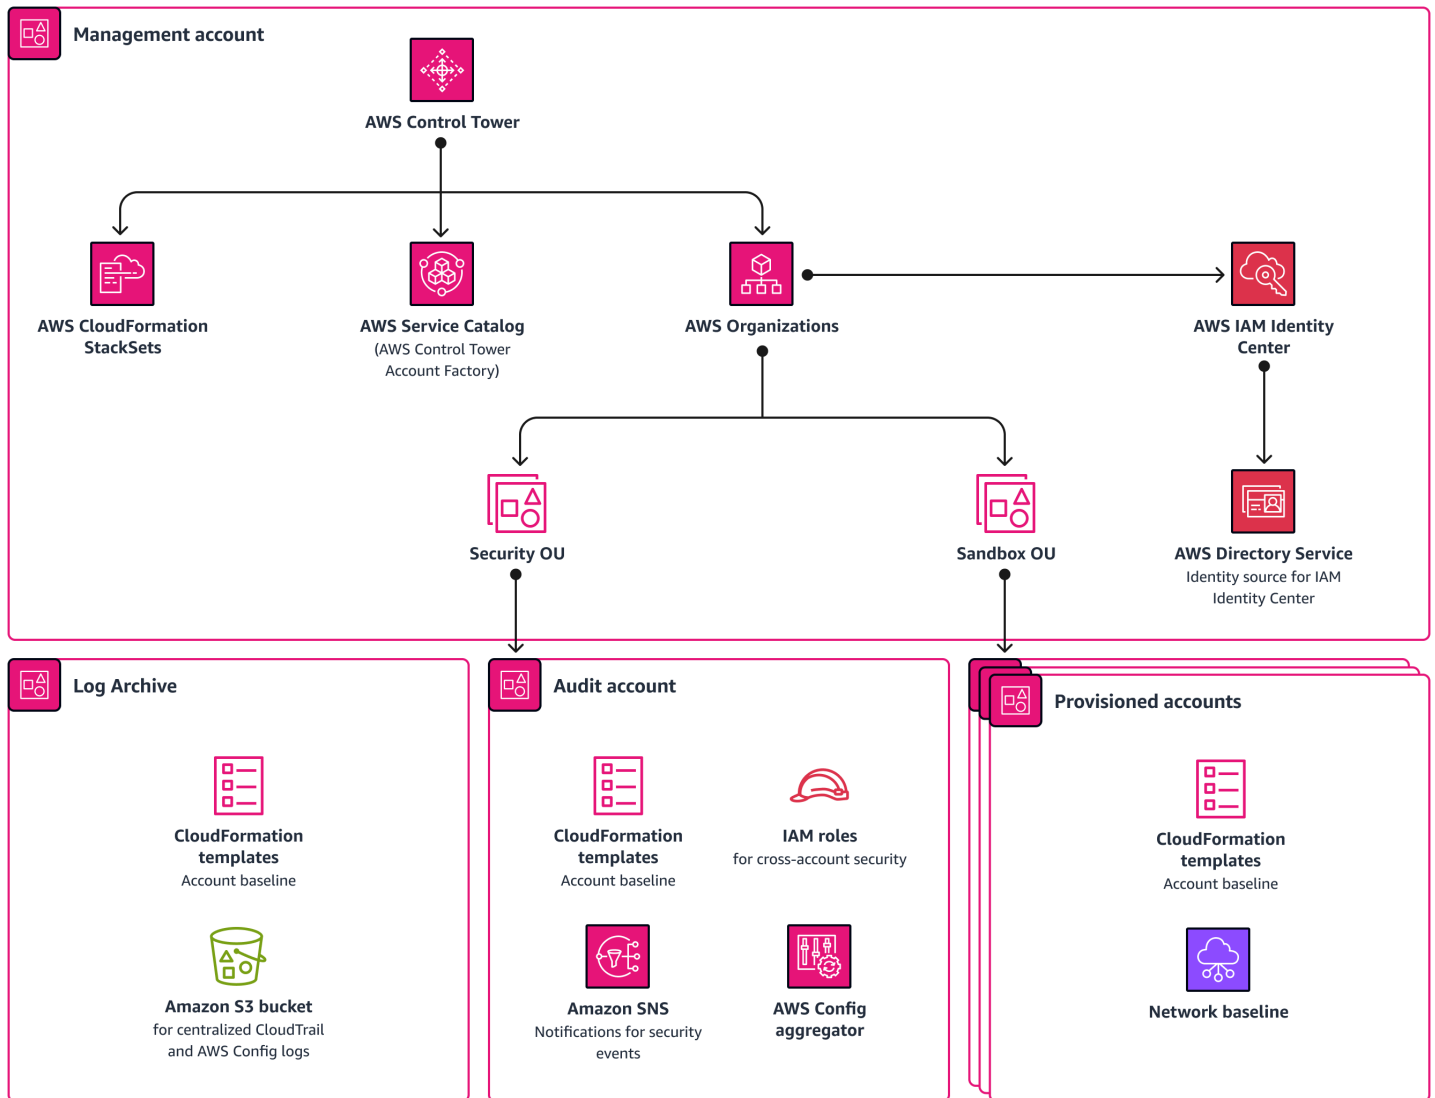 Management account
AWS Control Tower
AWS CloudFormation
StackSets
AWS Service Catalog
(AWS Control Tower
Account Factory)
AWS Organizations
AWS IAM Identity
Center
Security OU
Sandbox OU
AWS Directory Service
Identity source for IAM
Identity Center
Log Archive
CloudFormation
templates
Account baseline
Amazon S3 bucket
for centralized CloudTrail
and AWS Config logs
Audit account
CloudFormation
templates
Account baseline
IAM roles
for cross-account security
Amazon SNS
Notifications for security
events
AWS Config
aggregator
Provisioned accounts
CloudFormation
templates
Account baseline
Network baseline